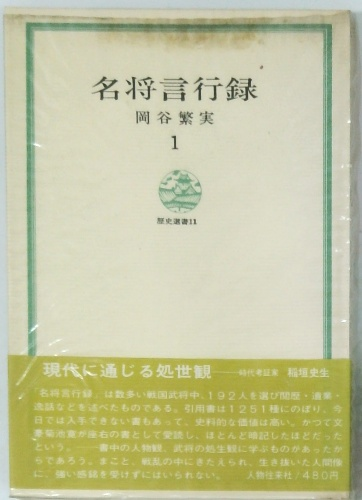 名将言行録
岡谷繁実
1
歴史選書11
現代に通じる処世観――時代考証家 稲垣史生
「名将言行録」は数多い戦国武将中、192人を選び閲歴・遺業・
逸話などを述べたものである。引用書は1251種にのぼり、今
日では入手できない書もあって、史料的な価値は高い。かつて文
豪菊池寛が座右の書として愛読し、ほとんど暗記したほどだった
という。――書中の人物観、武将の処生観に学ぶものがあったか
らであろう。まこと、戦乱の中にきたえられ、生き抜いた人間像
に、強い感銘を受けずにはいられない。 人物往来社/480円